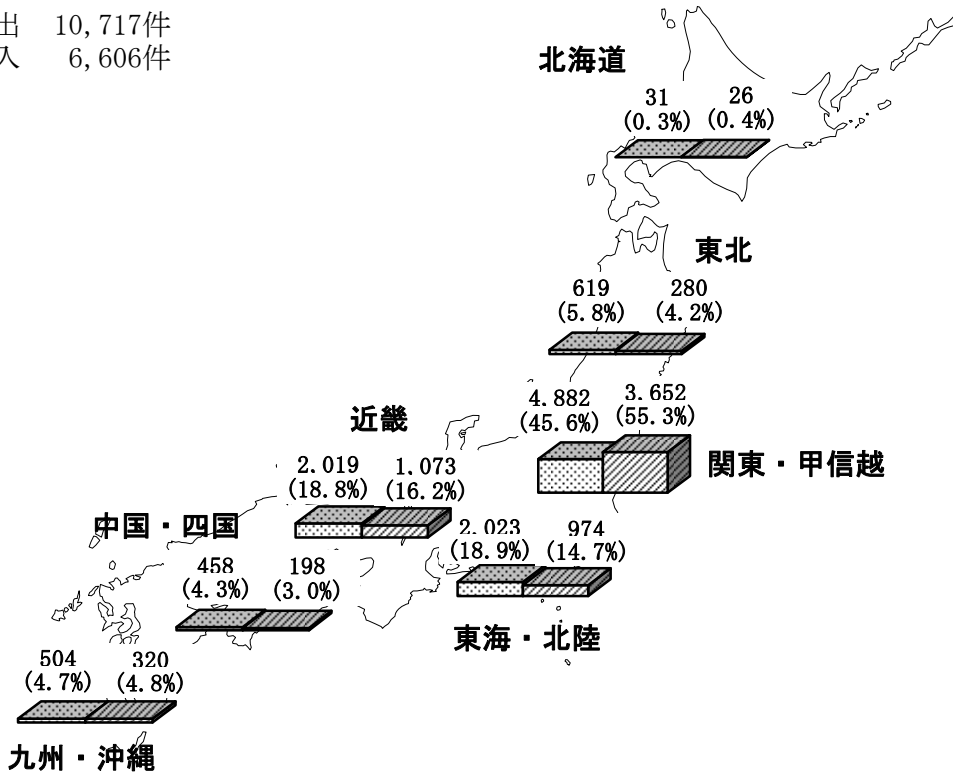 出 10,717件
入 6,606件
北海道
31 26
(0.3%) (0.4%)
東北
619 280
(5.8%) (4.2%)
4,882 3,652
(45.6%) (55.3%)
関東・甲信越
近畿
2,019 1,073
(18.8%) (16.2%)
中国・四国
2,023 974
(18.9%) (14.7%)
東海・北陸
458 198
(4.3%) (3.0%)
504 320
(4.7%) (4.8%)
九州・沖縄